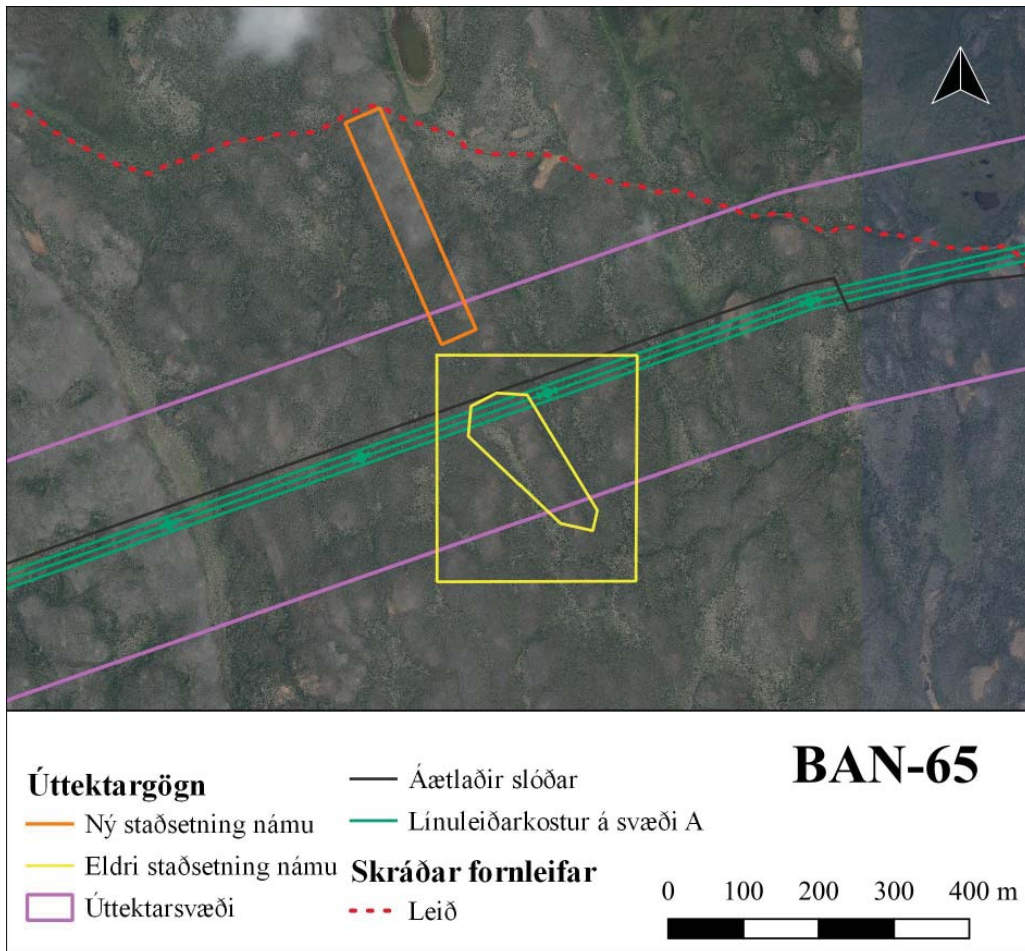 BAN-65
Úttektargögn
Ný staðsetning námu
Eldri staðsetning námu
Úttektarsvæði
Áætlaðir slóðar
Línuleiðarkostur á svæði A
Skráðar fornleifar
Leið
0 100 200 300 400 m